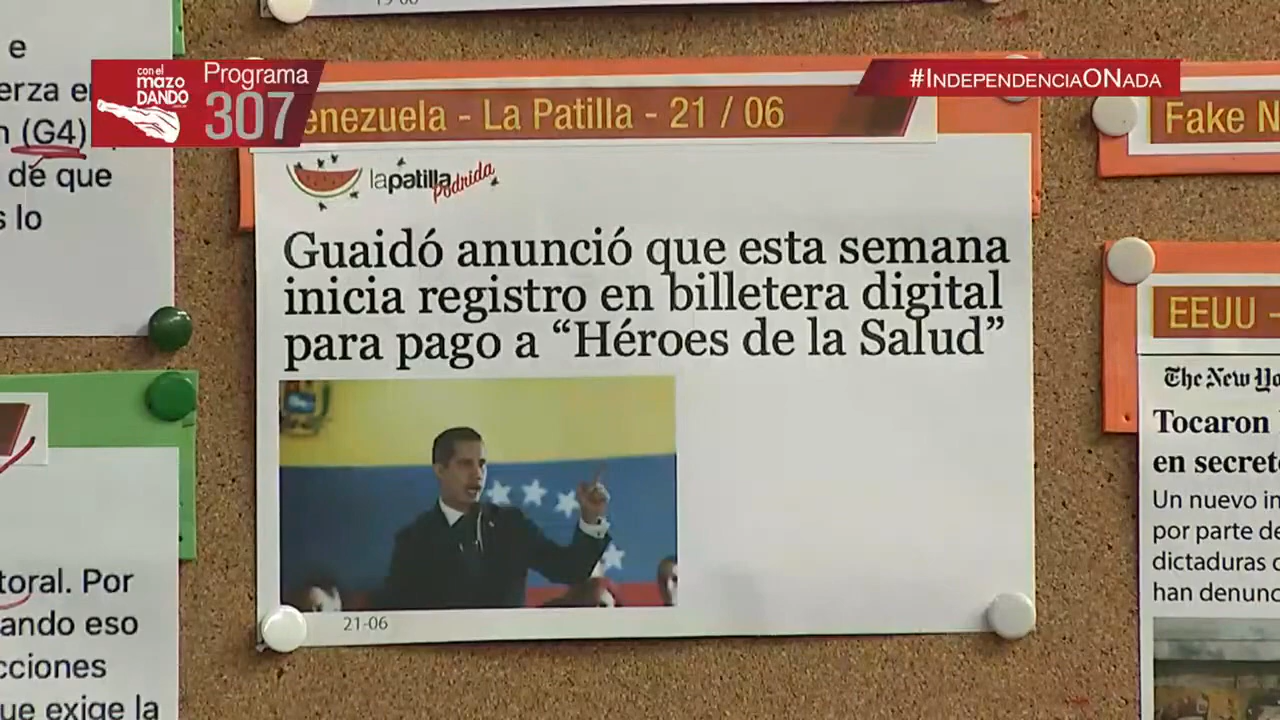 19-06
con el
mazo
DANDO
Programa
307
#INDEPENDENCIAONADA
enezuela - La Patilla - 21 / 06
lapatilla
podrida
Guaidó anunció que esta semana
inicia registro en billetera digital
para pago a “Héroes de la Salud”
21-06
e
erza e
n (G4)
de que
s lo
toral. Por
ando eso
cciones
ue exige la
Fake N
EEUU -
The New Yo
Tocaron
en secret
Un nuevo in
por parte de
dictaduras
han denunc